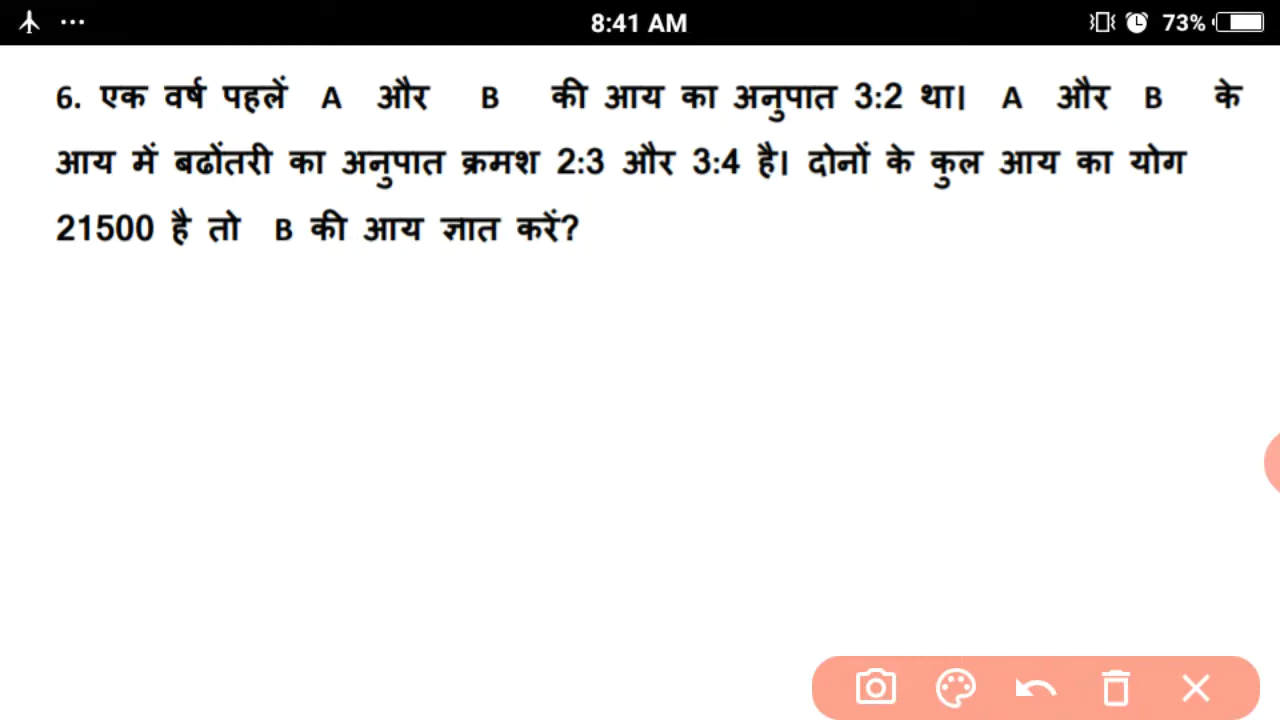 ... 8:41 AM 73%
6. एक वर्ष पहलें A और B की आय का अनुपात 3:2 था। A और B के
आय में बढोंतरी का अनुपात क्रमश 2:3 और 3:4 है। दोनों के कुल आय का योग
21500 है तो B की आय ज्ञात करें?